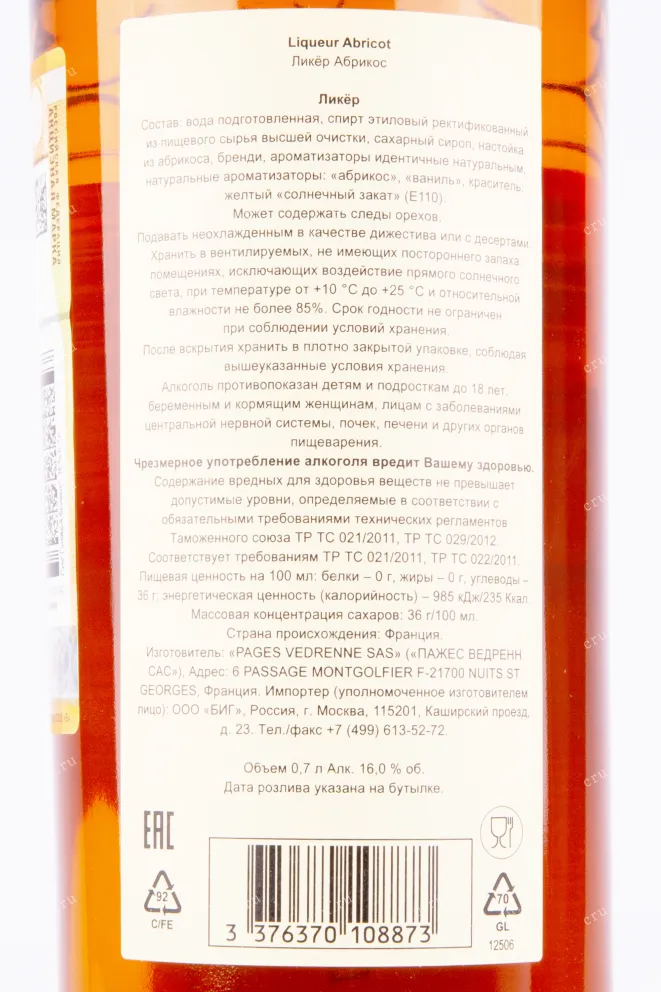 Liqueur Abricot
Ликёр Абрикос
Ликёр
Состав: вода подготовленная, спирт этиловый ректификованный
из пищевого сырья высшей очистки, сахарный сироп, настойка
из абрикоса, бренди, ароматизаторы идентичные натуральным,
натуральные ароматизаторы: «абрикос», «ваниль», краситель
желтый «солнечный закат» (Е110).
Может содержать следы орехов.
Подавать неохлажденным в качестве дижестива или с десертами.
Хранить в вентилируемых, не имеющих постороннего запаха
помещениях, исключающих воздействие прямого солнечного
света, при температуре от +10 °С до +25 °С и относительной
влажности не более 85%. Срок годности не ограничен
при соблюдении условий хранения.
После вскрытия хранить в плотно закрытой упаковке, соблюдая
вышеуказанные условия хранения.
Алкоголь противопоказан детям и подросткам до 18 лет,
беременным и кормящим женщинам, лицам с заболеваниями
центральной нервной системы, почек, печени и других органов
пищеварения.
Чрезмерное употребление алкоголя вредит Вашему здоровью.
Содержание вредных для здоровья веществ не превышает
допустимые уровни, определяемые в соответствии с
обязательными требованиями технических регламентов
Таможенного союза ТР ТС 021/2011, ТР ТС 029/2012.
Соответствует требованиям ТР ТС 021/2011, ТР ТС 022/2011.
Пищевая ценность на 100 мл: белки – 0 г, жиры – 0 г, углеводы –
36 г; энергетическая ценность (калорийность) – 985 кДж/235 Ккал.
Массовая концентрация сахаров: 36 г/100 мл.
Страна происхождения: Франция.
Изготовитель: «PAGES VEDRENNE SAS» («ПАЖЕС ВЕДРЕНН
САС»), Адрес: 6 PASSAGE MONTGOLFIER F-21700 NUITS ST
GEORGES, Франция. Импортер (уполномоченное изготовителем
лицо): ООО «БИГ», Россия, г. Москва, 115201, Каширский проезд,
д. 23. Тел./факс +7 (499) 613-52-72.
Объем 0,7 л Алк. 16,0 % об.
Дата розлива указана на бутылке.
EAC
92
C/FE
3 376370 108873
70
GL
12506
РОССИЙСКАЯ ФЕДЕРАЦИЯ
АКЦИЗНАЯ МАРКА